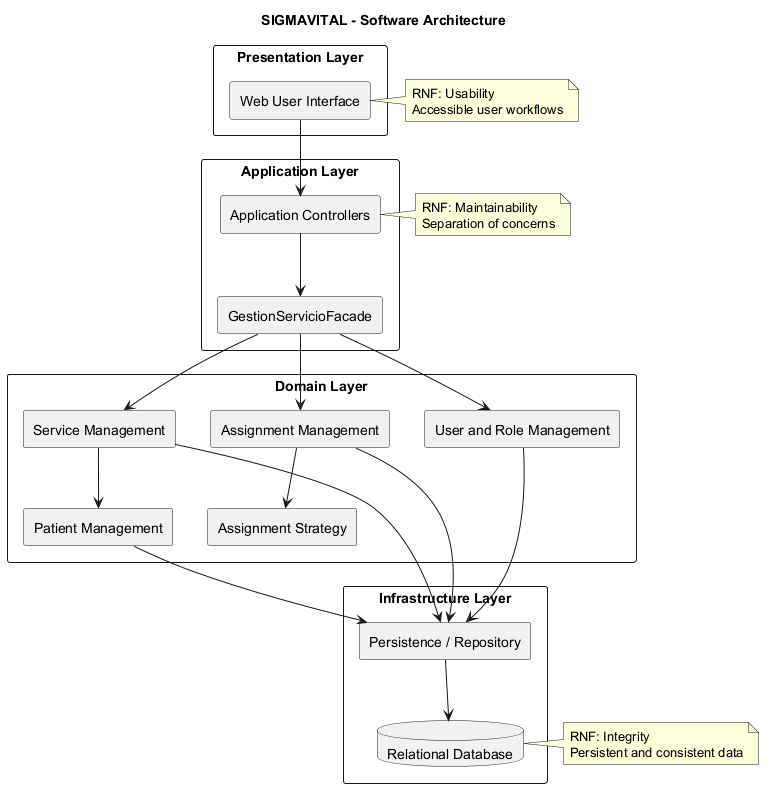 SIGMAVITAL - Software Architecture
Presentation Layer
Web User Interface
RNF: Usability
Accessible user workflows
Application Layer
Application Controllers
RNF: Maintainability
Separation of concerns
GestionServicioFacade
Domain Layer
Service Management
Assignment Management
User and Role Management
Patient Management
Assignment Strategy
Infrastructure Layer
Persistence / Repository
Relational Database
RNF: Integrity
Persistent and consistent data